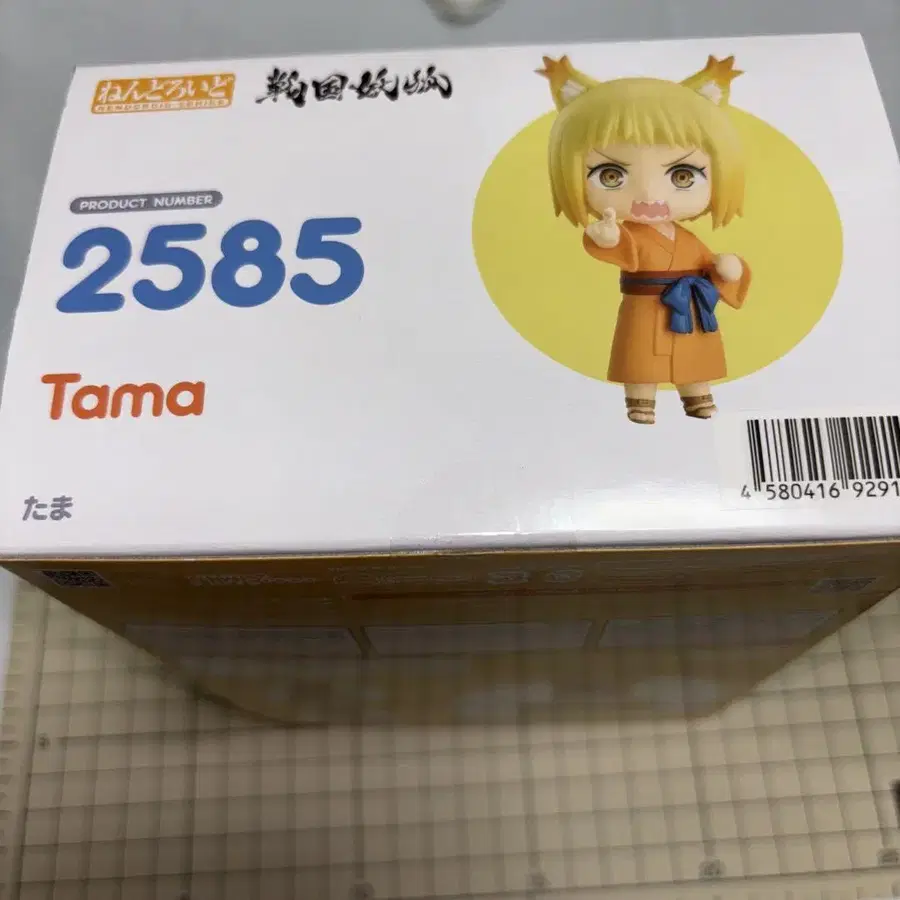 ねんどろいど
NENDOROID SERIES
戦国妖狐
PRODUCT NUMBER
2585
Tama
たま
4 580416 9291